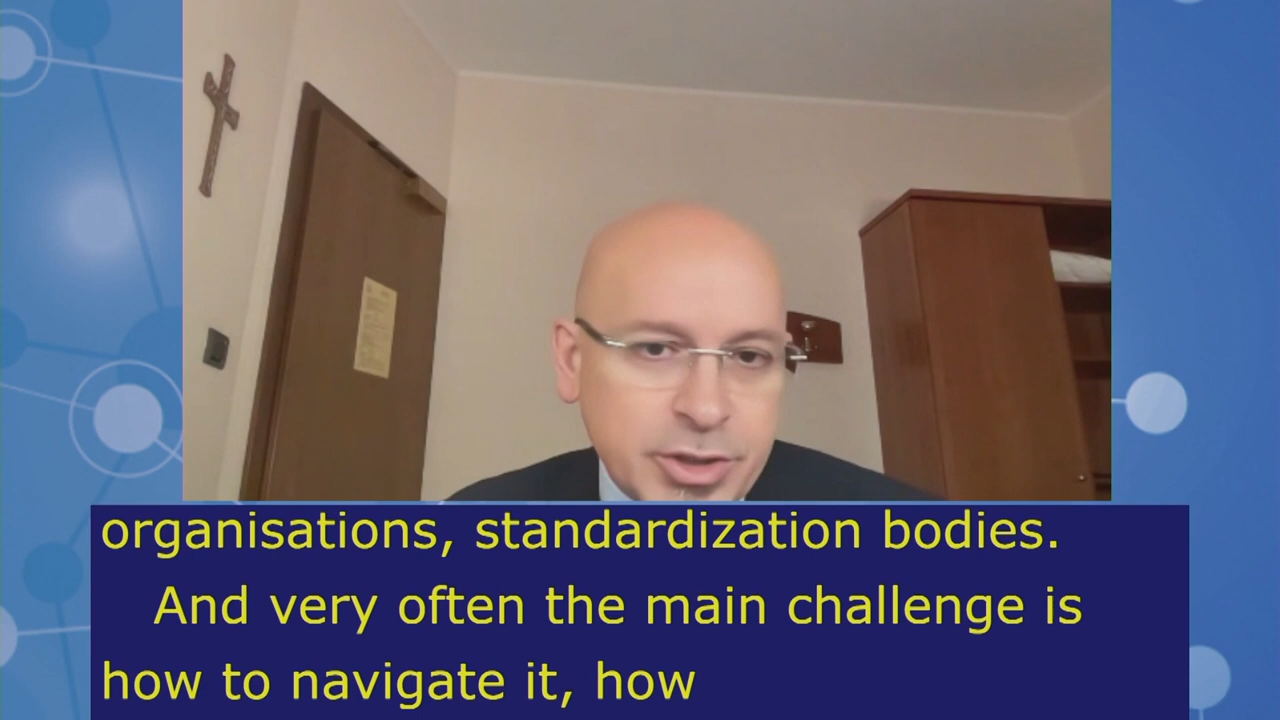 organisations, standardization bodies.
And very often the main challenge is
how to navigate it, how